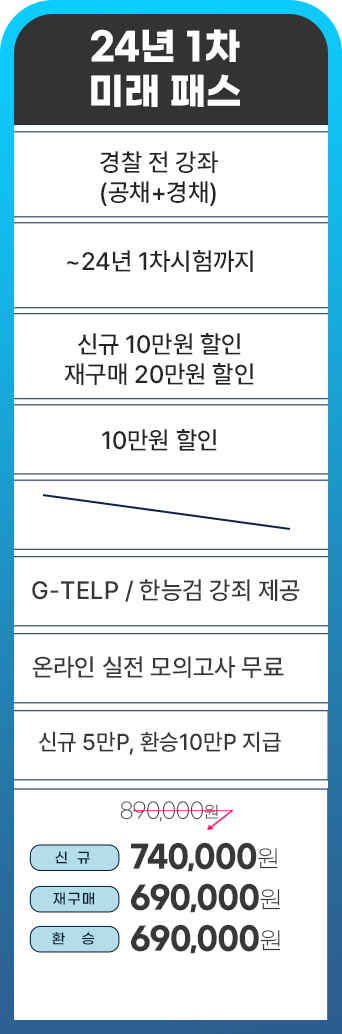 24년 1차
미래 패스
경찰 전 강좌
(공채+경채)
~24년 1차시험까지
신규 10만원 할인
재구매 20만원 할인
10만원 할인
G-TELP / 한능검 강죄 제공
온라인 실전 모의고사 무료
신규 5만P, 환승10만P 지급
890,000원
신 규 740,000원
재구매 690,000원
환 승 690,000원